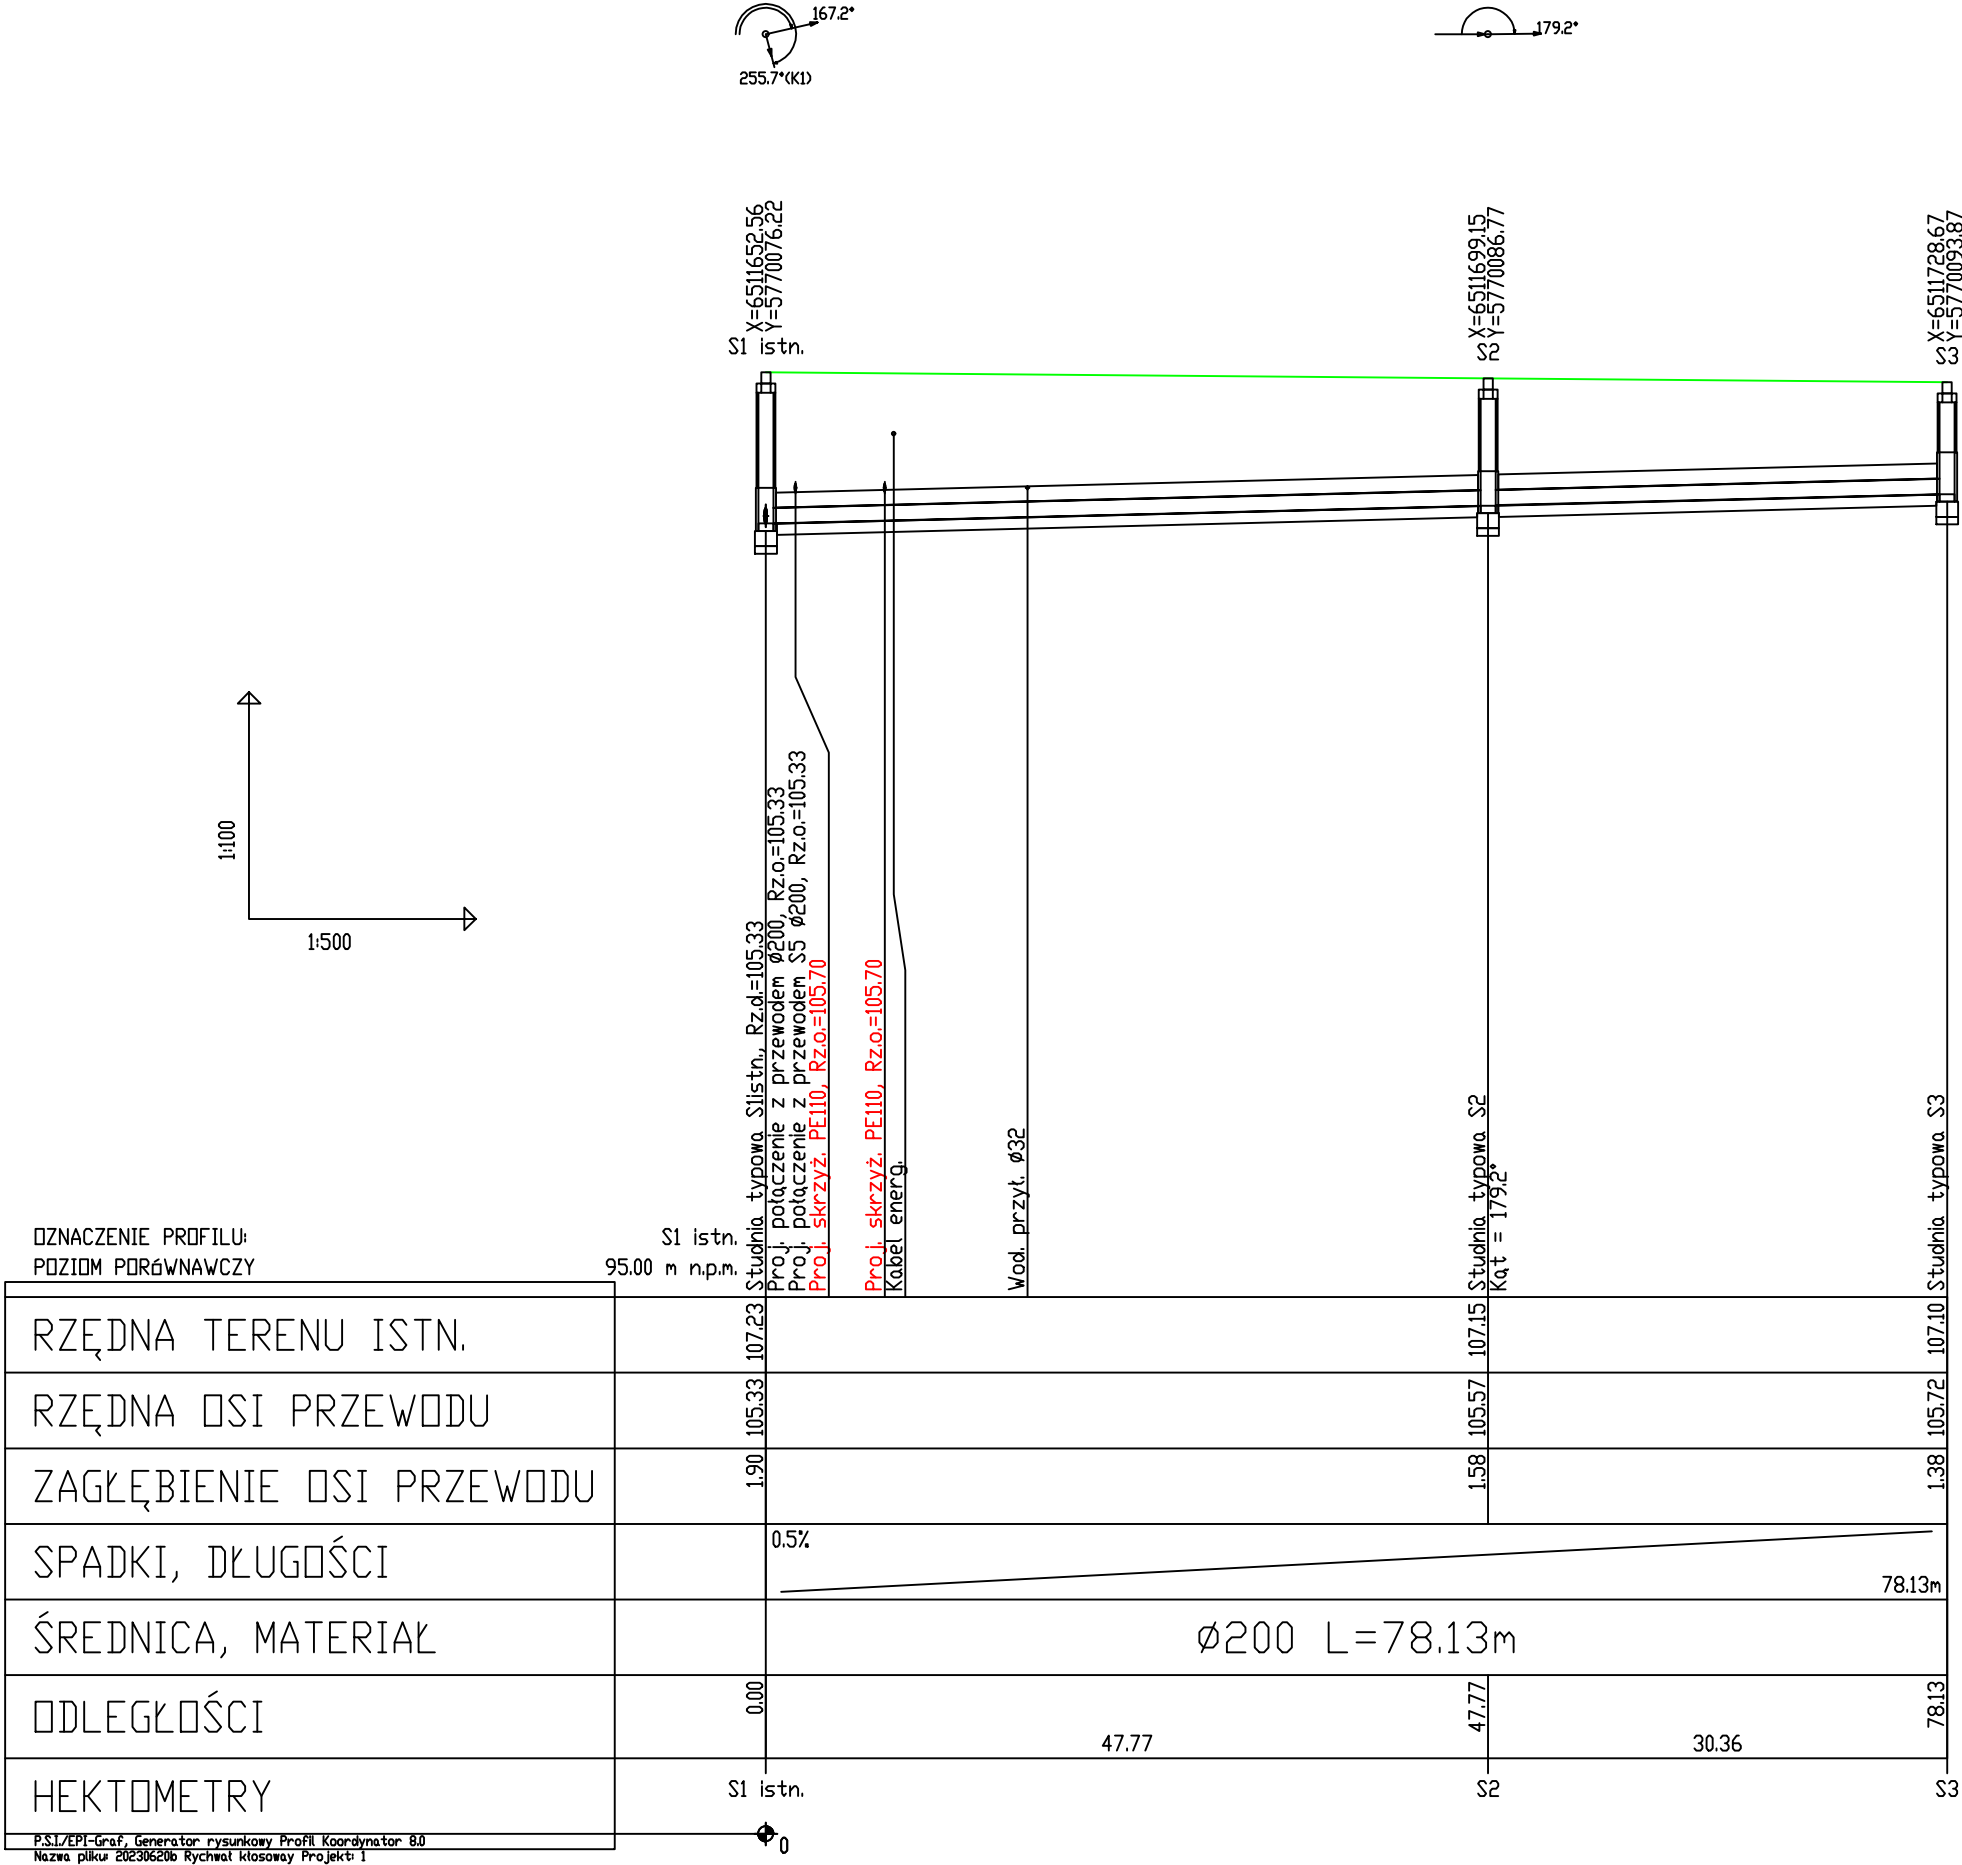 167.2°
255.7°(K1)
179.2°
X=6511652.56
Y=5770076.22
S1 istn.
X=6511699.15
Y=5770086.77
S2
X=6511728.67
Y=5770093.87
S3
1:100
1:500
Studnia typowa S1istn., Rz.d.=105.33
Proj. połączenie z przewodem ø200, Rz.o.=105.33
Proj. połączenie z przewodem S5 ø200, Rz.o.=105.33
Proj. skrzyż. PE110, Rz.o.=105.70
Proj. skrzyż. PE110, Rz.o.=105.70
Kabel energ.
Wod. przył. ø32
Studnia typowa S2
Kąt = 179.2°
Studnia typowa S3
OZNACZENIE PROFILU: S1 istn.
POZIOM PORóWNAWCZY 95.00 m n.p.m.
RZĘDNA TERENU ISTN. 107.23 107.15 107.10
RZĘDNA OSI PRZEWODU 105.33 105.57 105.72
ZAGŁĘBIENIE OSI PRZEWODU 1.90 1.58 1.38
SPADKI, DŁUGOŚCI 0.5% 78.13m
ŚREDNICA, MATERIAŁ ø200 L=78.13m
ODLEGŁOŚCI 0.00 47.77 47.77 30.36 78.13
HEKTOMETRY S1 istn. S2 S3
0
P.S.I./EPI-Graf, Generator rysunkowy Profil Koordynator 8.0
Nazwa pliku: 20230620b Rychwał kłosoway Projekt: 1